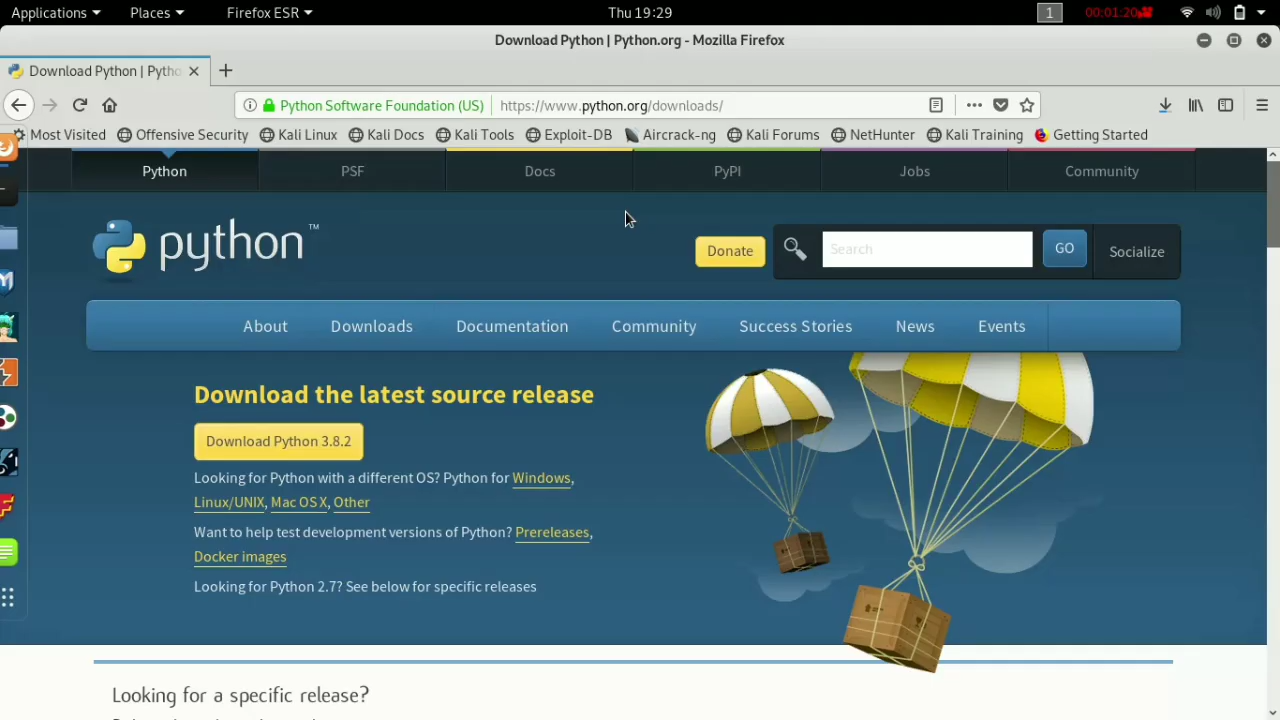 Applications Places Firefox ESR Thu 19:29 1 00:01:20
Download Python | Python.org - Mozilla Firefox
Download Python | Pytho
Python Software Foundation (US) https://www.python.org/downloads/
Most Visited Offensive Security Kali Linux Kali Docs Kali Tools Exploit-DB Aircrack-ng Kali Forums NetHunter Kali Training Getting Started
Python PSF Docs PyPI Jobs Community
python™
Donate Search GO Socialize
About Downloads Documentation Community Success Stories News Events
Download the latest source release
Download Python 3.8.2
Looking for Python with a different OS? Python for Windows,
Linux/UNIX, Mac OS X, Other
Want to help test development versions of Python? Prereleases,
Docker images
Looking for Python 2.7? See below for specific releases
Looking for a specific release?